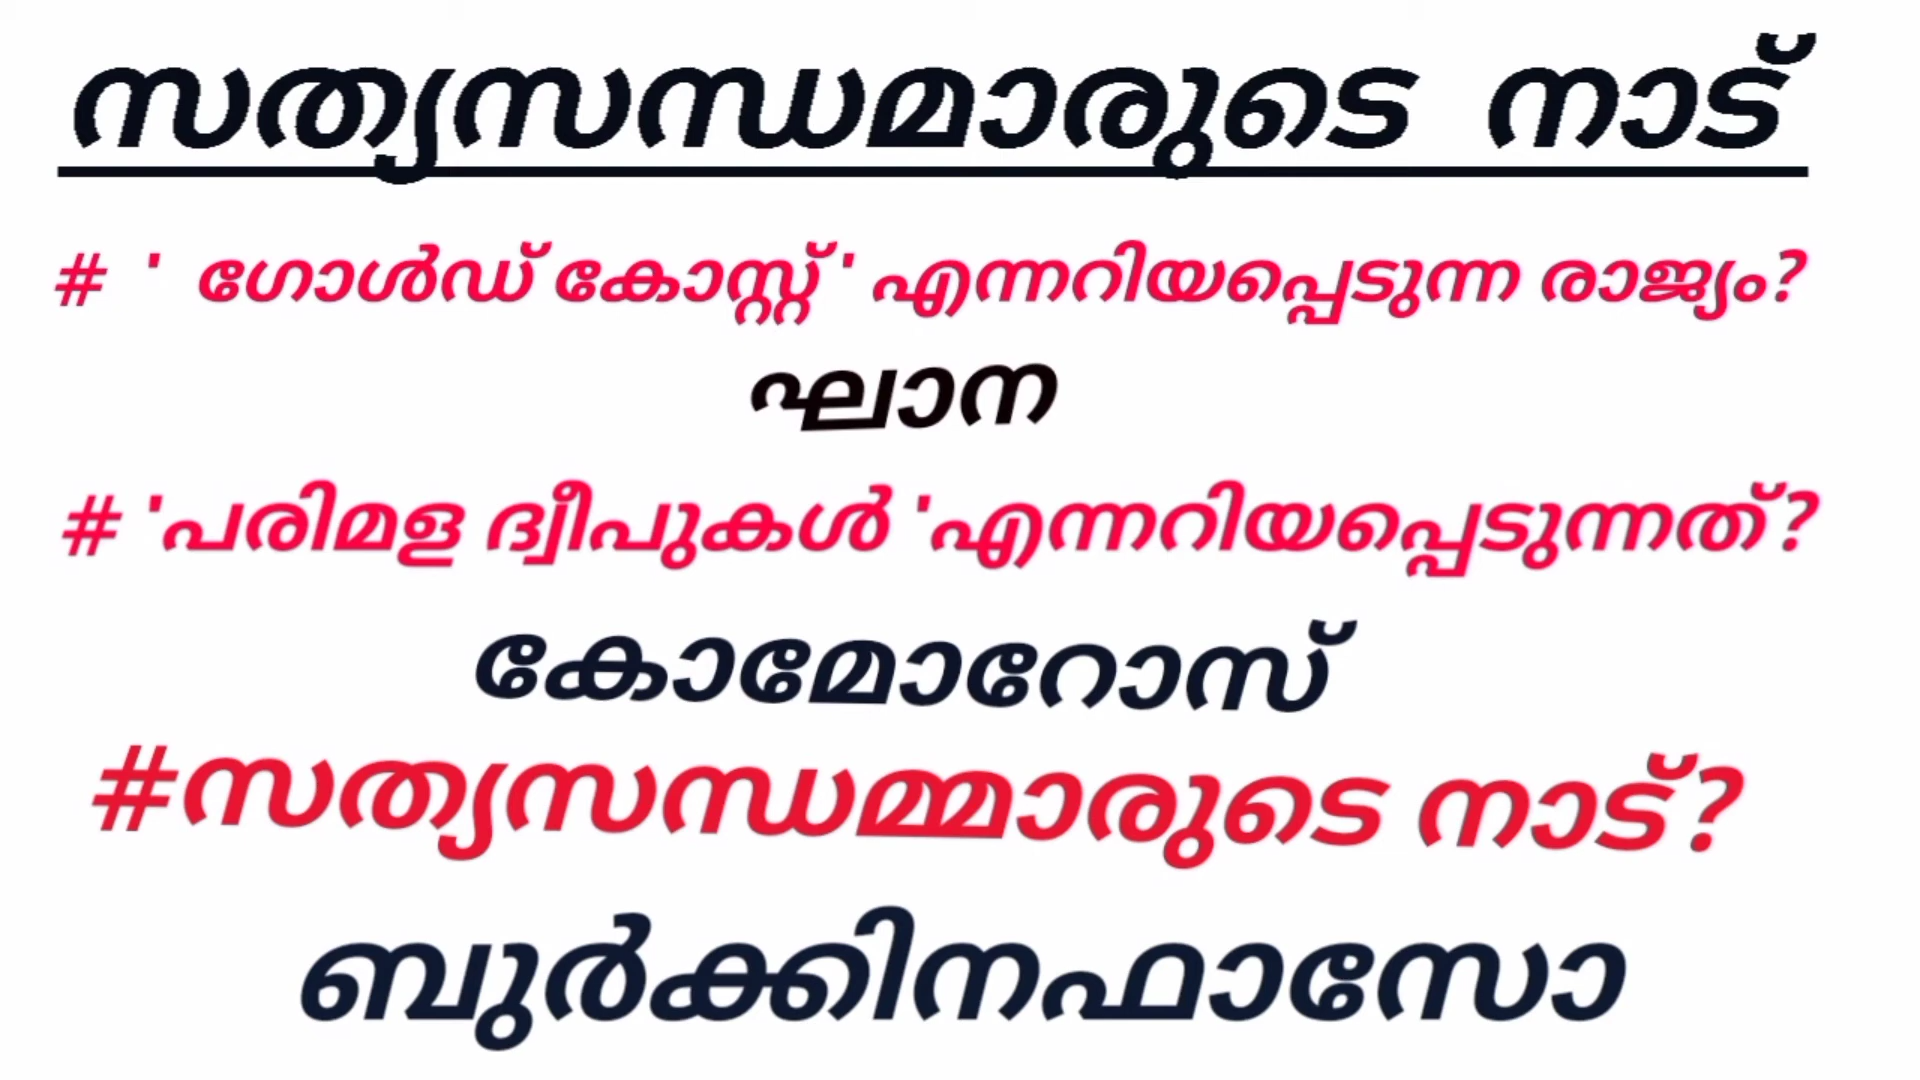 സത്യസന്ധമാരുടെ നാട്
# ' ഗോൾഡ് കോസ്റ്റ് ' എന്നറിയപ്പെടുന്ന രാജ്യം?
ഘാന
# 'പരിമള ദ്വീപുകൾ 'എന്നറിയപ്പെടുന്നത്?
കോമോറോസ്
#സത്യസന്ധമ്മാരുടെ നാട്?
ബുർക്കിനഫാസോ